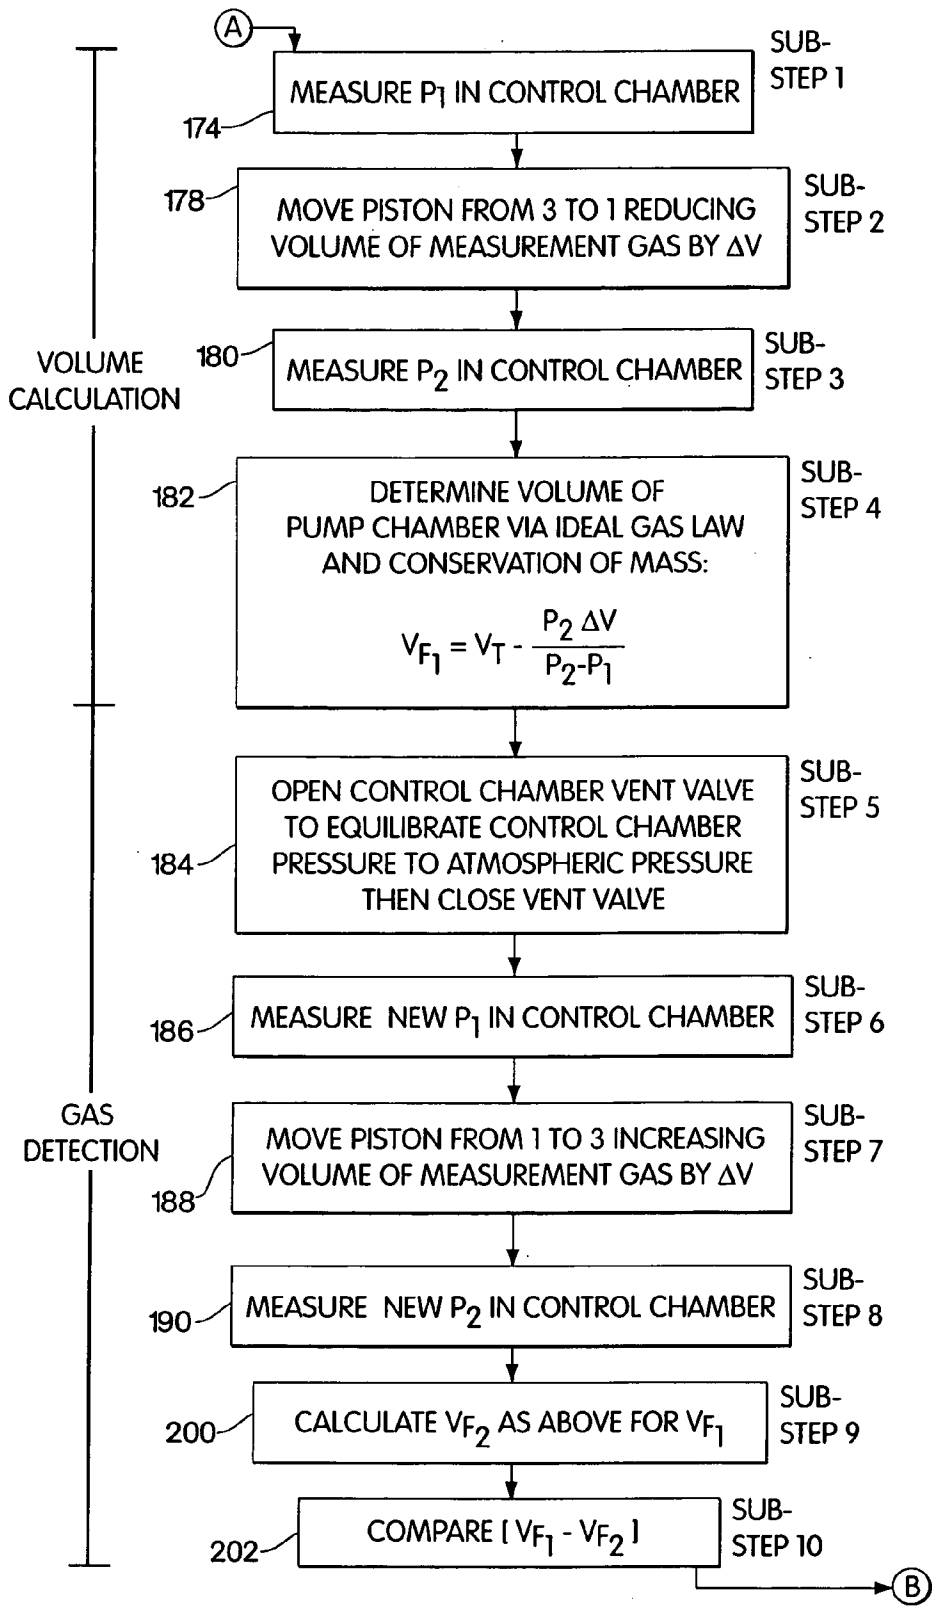 A
SUB-
STEP 1
MEASURE P1 IN CONTROL CHAMBER
174
SUB-
STEP 2
178
MOVE PISTON FROM 3 TO 1 REDUCING
VOLUME OF MEASUREMENT GAS BY ΔV
SUB-
STEP 3
180
MEASURE P2 IN CONTROL CHAMBER
VOLUME
CALCULATION
SUB-
STEP 4
182
DETERMINE VOLUME OF
PUMP CHAMBER VIA IDEAL GAS LAW
AND CONSERVATION OF MASS:
VF1 = VT - P2 ΔV / P2-P1
SUB-
STEP 5
OPEN CONTROL CHAMBER VENT VALVE
TO EQUILIBRATE CONTROL CHAMBER
PRESSURE TO ATMOSPHERIC PRESSURE
THEN CLOSE VENT VALVE
184
SUB-
STEP 6
MEASURE NEW P1 IN CONTROL CHAMBER
186
GAS
DETECTION
SUB-
STEP 7
MOVE PISTON FROM 1 TO 3 INCREASING
VOLUME OF MEASUREMENT GAS BY ΔV
188
SUB-
STEP 8
MEASURE NEW P2 IN CONTROL CHAMBER
190
SUB-
STEP 9
CALCULATE VF2 AS ABOVE FOR VF1
200
SUB-
STEP 10
COMPARE [ VF1 - VF2 ]
202
B